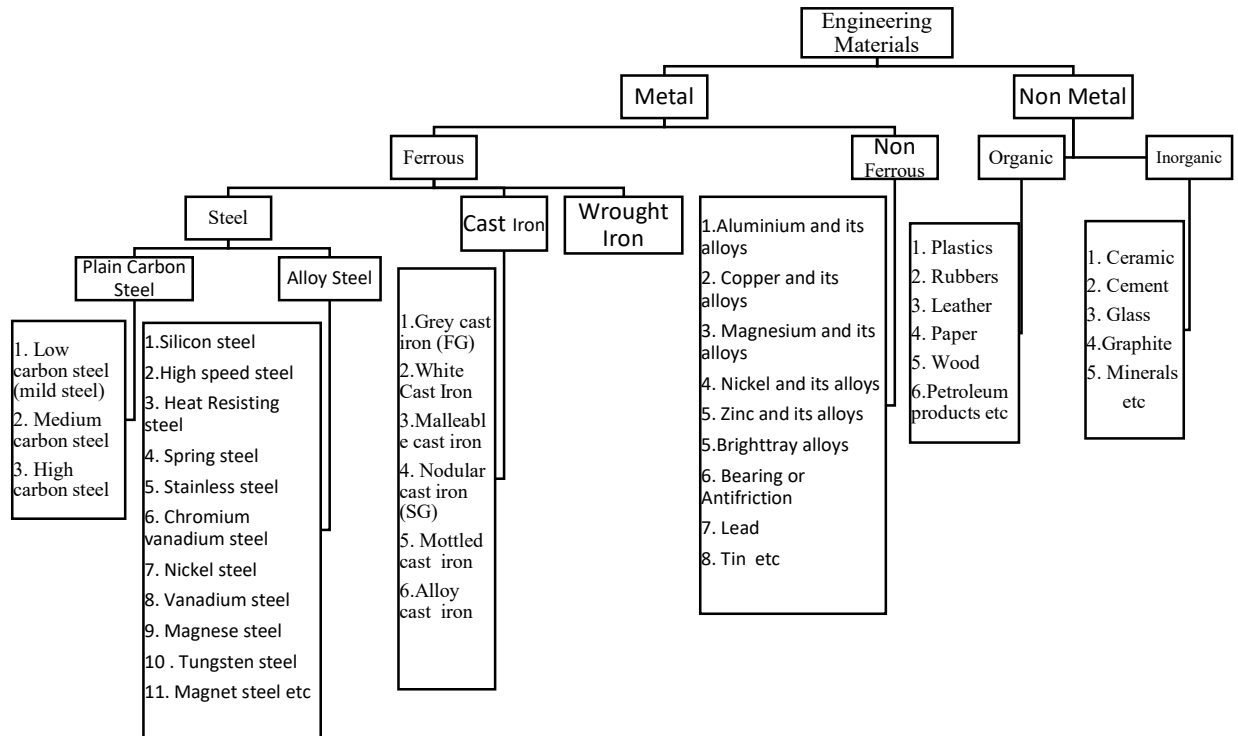 Engineering
Materials
Metal
Non Metal
Ferrous
Non
Ferrous
Organic
Inorganic
Steel
Cast Iron
Wrought
Iron
Plain Carbon
Steel
Alloy Steel
1. Low
carbon steel
(mild steel)
2. Medium
carbon steel
3. High
carbon steel
1.Silicon steel
2.High speed steel
3. Heat Resisting
steel
4. Spring steel
5. Stainless steel
6. Chromium
vanadium steel
7. Nickel steel
8. Vanadium steel
9. Magnese steel
10 . Tungsten steel
11. Magnet steel etc
1.Grey cast
iron (FG)
2.White
Cast Iron
3.Malleabl
e cast iron
4. Nodular
cast iron
(SG)
5. Mottled
cast iron
6.Alloy
cast iron
1.Aluminium and its
alloys
2. Copper and its
alloys
3. Magnesium and its
alloys
4. Nickel and its alloys
5. Zinc and its alloys
5.Brighttray alloys
6. Bearing or
Antifriction
7. Lead
8. Tin etc
1. Plastics
2. Rubbers
3. Leather
4. Paper
5. Wood
6.Petroleum
products etc
1. Ceramic
2. Cement
3. Glass
4.Graphite
5. Minerals
etc